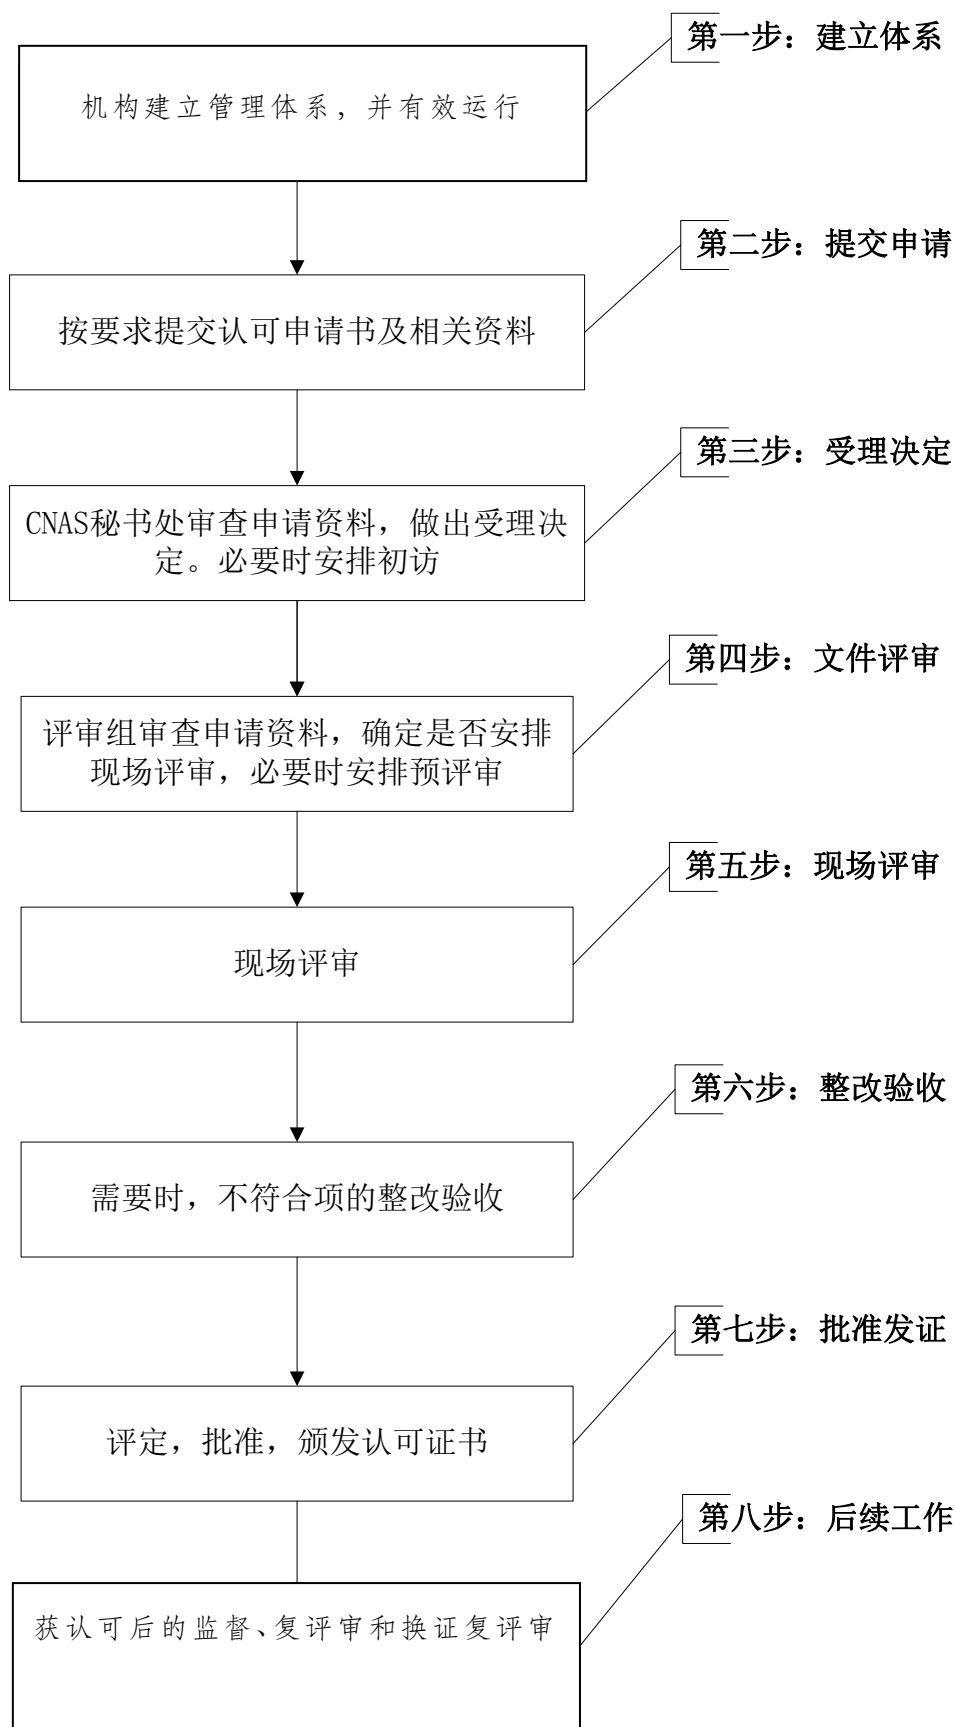 第一步：建立体系
机构建立管理体系，并有效运行
第二步：提交申请
按要求提交认可申请书及相关资料
第三步：受理决定
CNAS秘书处审查申请资料，做出受理决
定。必要时安排初访
第四步：文件评审
评审组审查申请资料，确定是否安排
现场评审，必要时安排预评审
第五步：现场评审
现场评审
第六步：整改验收
需要时，不符合项的整改验收
第七步：批准发证
评定，批准，颁发认可证书
第八步：后续工作
获认可后的监督、复评审和换证复评审